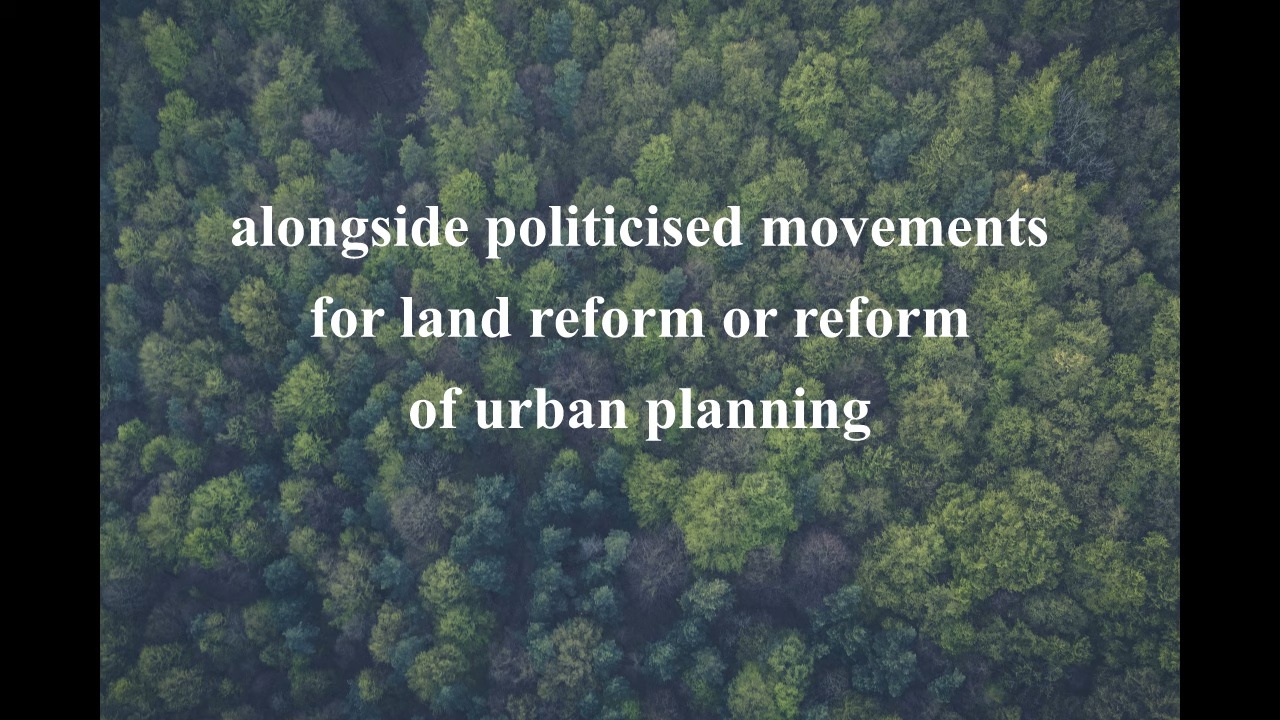 alongside politicised movements
for land reform or reform
of urban planning